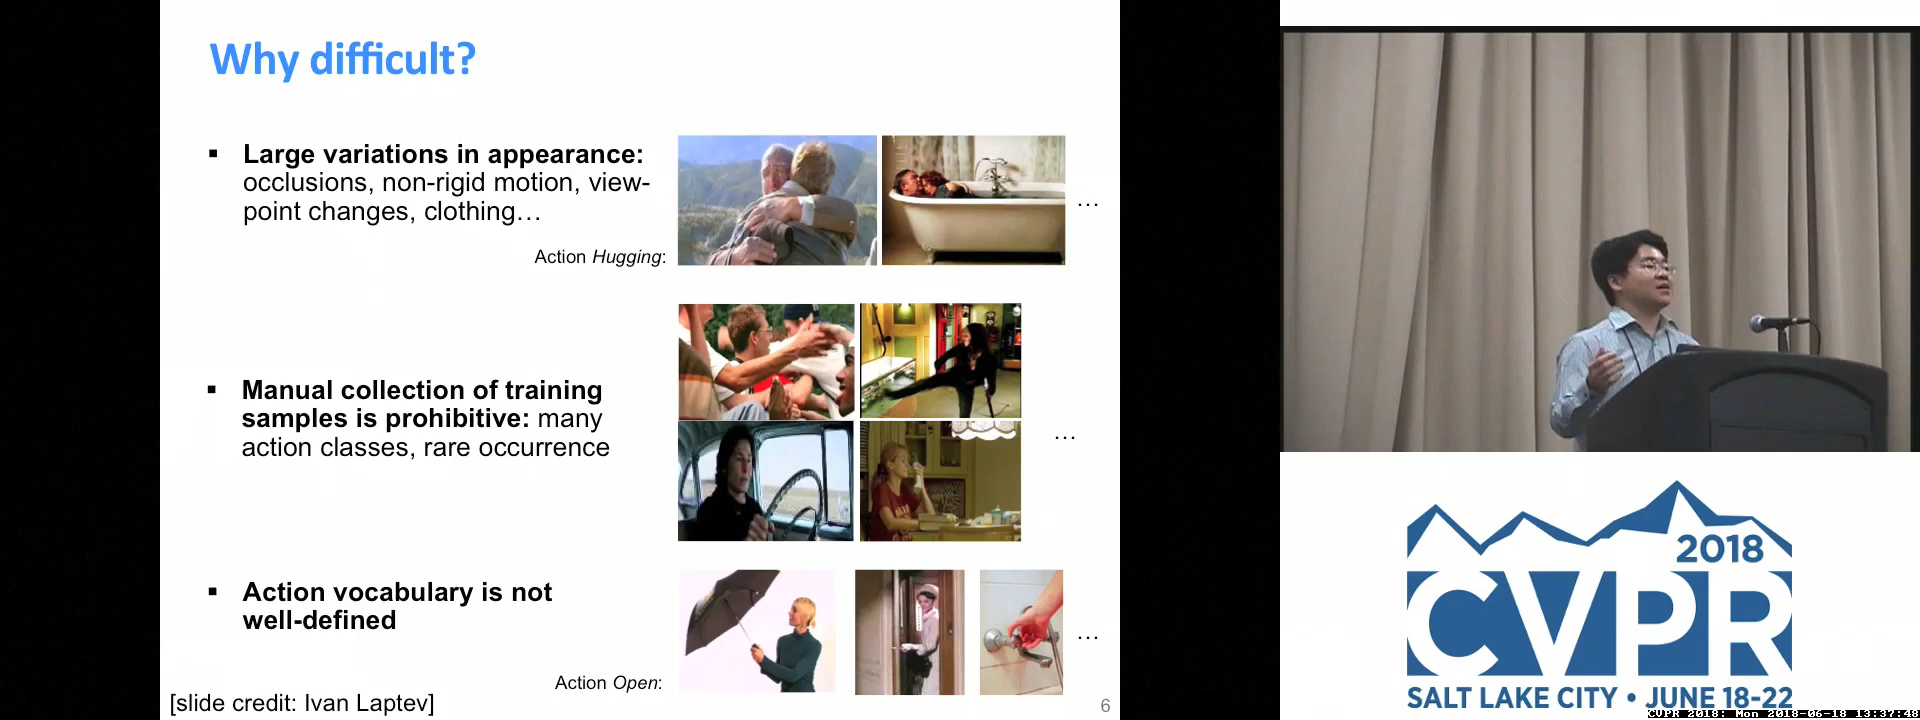 Why difficult?
▪ Large variations in appearance:
occlusions, non-rigid motion, view-
point changes, clothing…
Action Hugging:
…
▪ Manual collection of training
samples is prohibitive: many
action classes, rare occurrence
…
▪ Action vocabulary is not
well-defined
Action Open:
…
[slide credit: Ivan Laptev]
6
2018
CVPR
SALT LAKE CITY • JUNE 18-22
CVPR 2018: Mon 2018-06-18 13:37:48